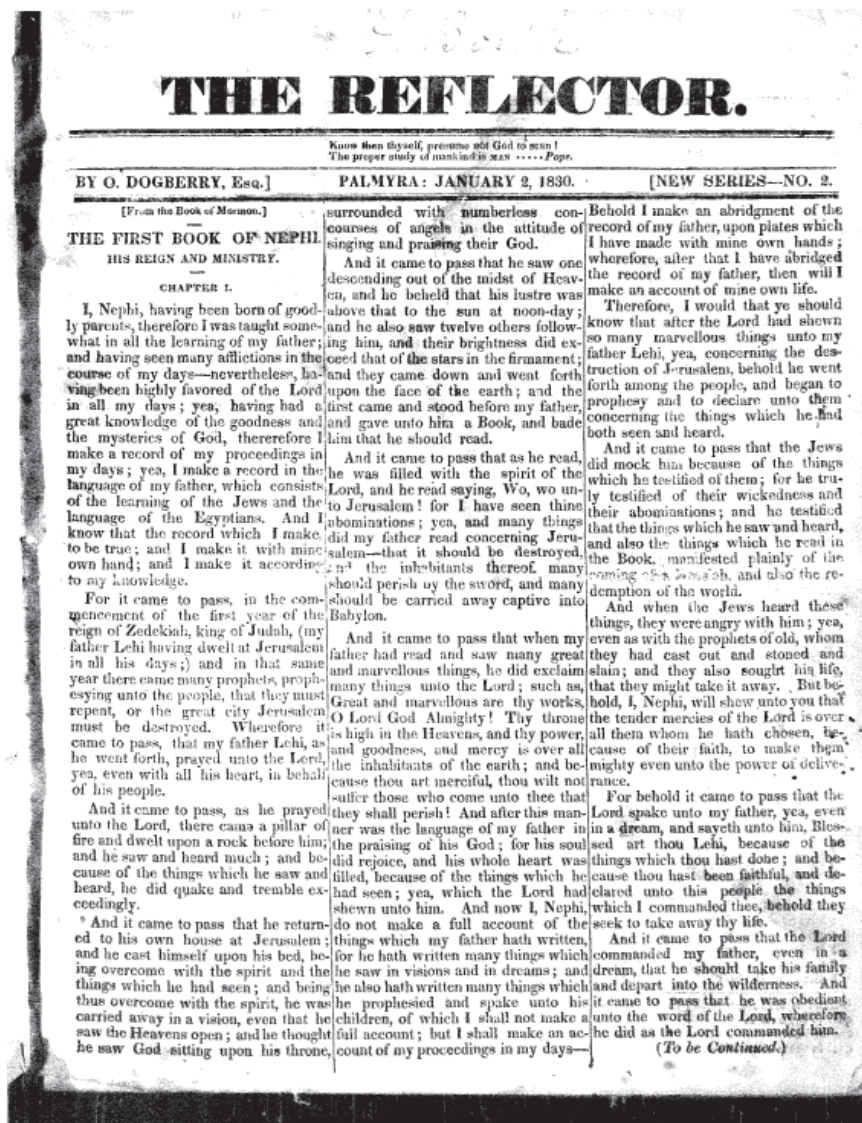 THE REFLECTOR.
Know then thyself, presume not God to scan!
The proper study of mankind is MAN ..... Pope.
BY O. DOGBERRY, Esq.]
PALMYRA: JANUARY 2, 1830.
[NEW SERIES—NO. 2.
[From the Book of Mormon.]
THE FIRST BOOK OF NEPHI.
HIS REIGN AND MINISTRY.
CHAPTER I.
I, Nephi, having been born of good-
ly parents, therefore I was taught some-
what in all the learning of my father;
and having seen many afflictions in the
course of my days—nevertheless, ha-
ving been highly favored of the Lord
in all my days; yea, having had a
great knowledge of the goodness and
the mysteries of God, thererefore I
make a record of my proceedings in
my days; yea, I make a record in the
language of my father, which consists
of the learning of the Jews and the
language of the Egyptians. And I
know that the record which I make,
to be true; and I make it with mine
own hand; and I make it according
to my knowledge.
For it came to pass, in the com-
mencement of the first year of the
reign of Zedekiah, king of Judah, (my
father Lehi having dwelt at Jerusalem
in all his days;) and in that same
year there came many prophets, proph-
esying unto the people, that they must
repent, or the great city Jerusalem
must be destroyed. Wherefore it
came to pass, that my father Lehi, as
he went forth, prayed unto the Lord,
yea, even with all his heart, in behalf
of his people.
And it came to pass, as he prayed
unto the Lord, there came a pillar of
fire and dwelt upon a rock before him;
and he saw and heard much; and be-
cause of the things which he saw and
heard, he did quake and tremble ex-
ceedingly.
And it came to pass that he return-
ed to his own house at Jerusalem;
and he cast himself upon his bed, be-
ing overcome with the spirit and the
things which he had seen; and being
thus overcome with the spirit, he was
carried away in a vision, even that he
saw the Heavens open; and he thought
he saw God sitting upon his throne,
surrounded with numberless con-
courses of angels in the attitude of
singing and praising their God.
And it came to pass that he saw one
descending out of the midst of Heav-
en, and he beheld that his lustre was
above that to the sun at noon-day;
and he also saw twelve others follow-
ing him, and their brightness did ex-
ceed that of the stars in the firmament;
and they came down and went forth
upon the face of the earth; and the
first came and stood before my father,
and gave unto him a Book, and bade
him that he should read.
And it came to pass that as he read,
he was filled with the spirit of the
Lord, and he read saying, Wo, wo un-
to Jerusalem! for I have seen thine
abominations; yea, and many things
did my father read concerning Jeru-
salem—that it should be destroyed,
and the inhabitants thereof, many
should perish by the sword, and many
should be carried away captive into
Babylon.
And it came to pass that when my
father had read and saw many great
and marvellous things, he did exclaim
many things unto the Lord; such as,
Great and marvellous are thy works,
O Lord God Almighty! Thy throne
is high in the Heavens, and thy power,
and goodness, and mercy is over all
the inhabitants of the earth; and be-
cause thou art merciful, thou wilt not
suffer those who come unto thee that
they shall perish! And after this man-
ner was the language of my father in
the praising of his God; for his soul
did rejoice, and his whole heart was
filled, because of the things which he
had seen; yea, which the Lord had
shewn unto him. And now I, Nephi,
do not make a full account of the
things which my father hath written,
for he hath written many things which
he saw in visions and in dreams; and
he also hath written many things which
he prophesied and spake unto his
children, of which I shall not make a
full account; but I shall make an ac-
count of my proceedings in my days—
Behold I make an abridgment of the
record of my father, upon plates which
I have made with mine own hands;
wherefore, after that I have abridged
the record of my father, then will I
make an account of mine own life.
Therefore, I would that ye should
know that after the Lord had shewn
so many marvellous things unto my
father Lehi, yea, concerning the des-
truction of Jerusalem, behold he went
forth among the people, and began to
prophesy and to declare unto them
concerning the things which he had
both seen and heard.
And it came to pass that the Jews
did mock him because of the things
which he testified of them; for he tru-
ly testified of their wickedness and
their abominations; and he testified
that the things which he saw and heard,
and also the things which he read in
the Book, manifested plainly of the
coming of a and also the re-
demption of the world.
And when the Jews heard these
things, they were angry with him; yea,
even as with the prophets of old, whom
they had cast out and stoned and
slain; and they also sought his life,
that they might take it away. But be-
hold, I, Nephi, will shew unto you that
the tender mercies of the Lord is over
all them whom he hath chosen, be-
cause of their faith, to make them
mighty even unto the power of delive-
rance.
For behold it came to pass that the
Lord spake unto my father, yea, even
in a dream, and sayeth unto him, Bles-
sed art thou Lehi, because of the
things which thou hast done; and be-
cause thou hast been faithful, and de-
clared unto this people the things
which I commanded thee, behold they
seek to take away thy life.
And it came to pass that the Lord
commanded my father, even in a
dream, that he should take his family
and depart into the wilderness. And
it came to pass that he was obedient
unto the word of the Lord, wherefore
he did as the Lord commanded him.
(To be Continued.)